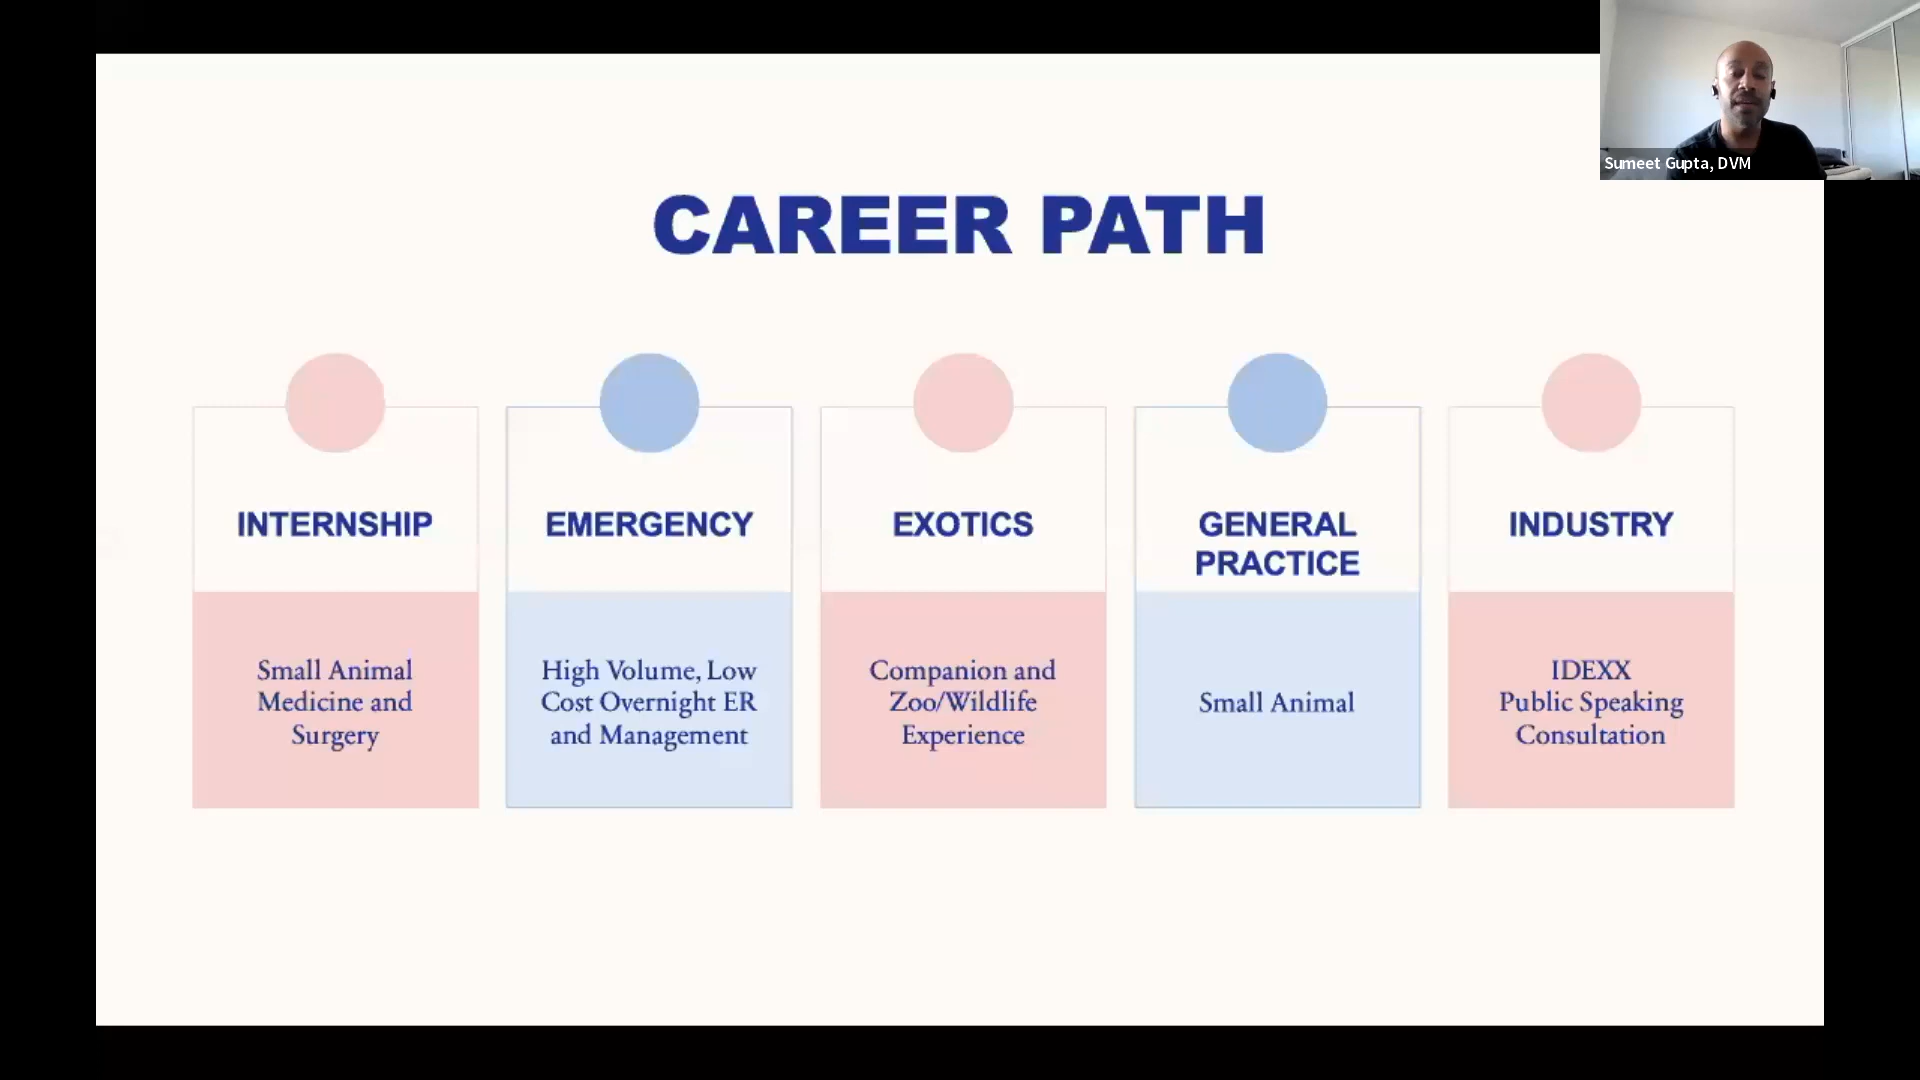 Sumeet Gupta, DVM
CAREER PATH
INTERNSHIP
Small Animal
Medicine and
Surgery
EMERGENCY
High Volume, Low
Cost Overnight ER
and Management
EXOTICS
Companion and
Zoo/Wildlife
Experience
GENERAL
PRACTICE
Small Animal
INDUSTRY
IDEXX
Public Speaking
Consultation